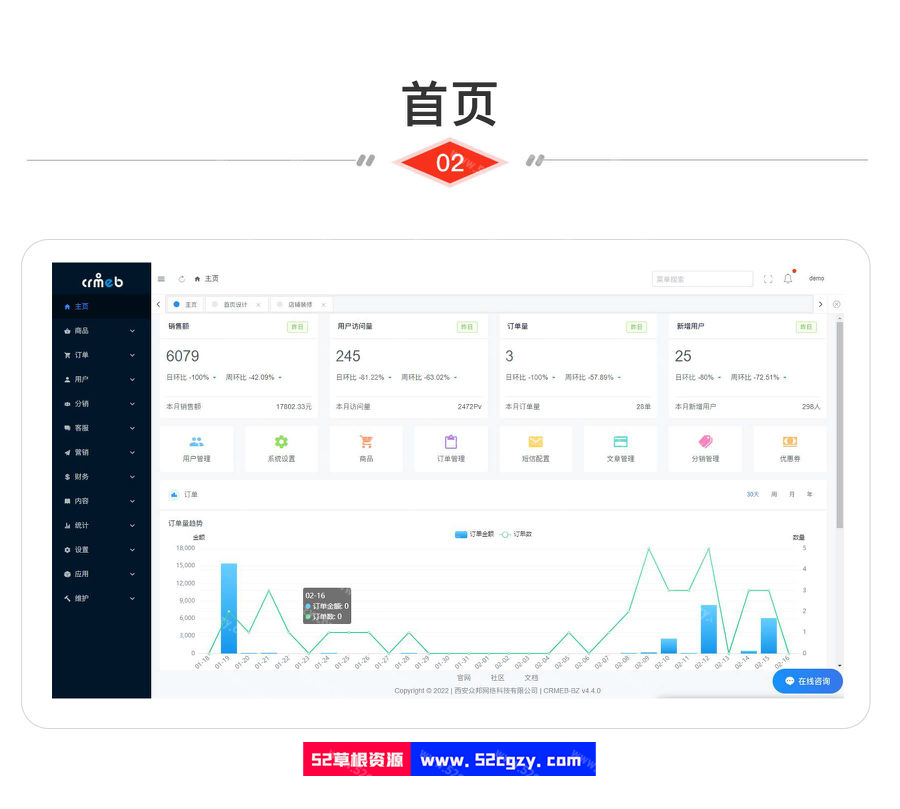 首页
02
crmeb
主页
菜单搜索
demo
主页
商品
订单
用户
分销
客服
营销
财务
内容
统计
设置
应用
维护
主页 首页设计 店铺装修
销售额 昨日
6079
日环比 -100% 周环比 -42.09%
本月销售额 17802.33元
用户访问量 昨日
245
日环比 -81.22% 周环比 -63.02%
本月访问量 2472Pv
订单量 昨日
3
日环比 -100% 周环比 -57.89%
本月订单量 28单
新增用户 昨日
25
日环比 -80% 周环比 -72.51%
本月新增用户 298人
用户管理 系统设置 商品 订单管理 短信配置 文章管理 分销管理 优惠券
订单 30天 周 月 年
订单量趋势
订单金额 订单数
金额 数量
18,000 5
15,000 4
12,000 3
9,000 2
6,000
3,000 1
0 0
02-16
订单金额: 0
订单数: 0
01-18 01-19 01-20 01-21 01-22 01-23 01-24 01-25 01-26 01-27 01-28 01-29 01-30 01-31 02-01 02-02 02-03 02-04 02-05 02-06 02-07 02-08 02-09 02-10 02-11 02-12 02-13 02-14 02-15 02-16
官网 社区 文档
Copyright © 2022 | 西安众邦网络科技有限公司 | CRMEB-BZ v4.4.0
在线咨询
52草根资源 www.52cgzy.com